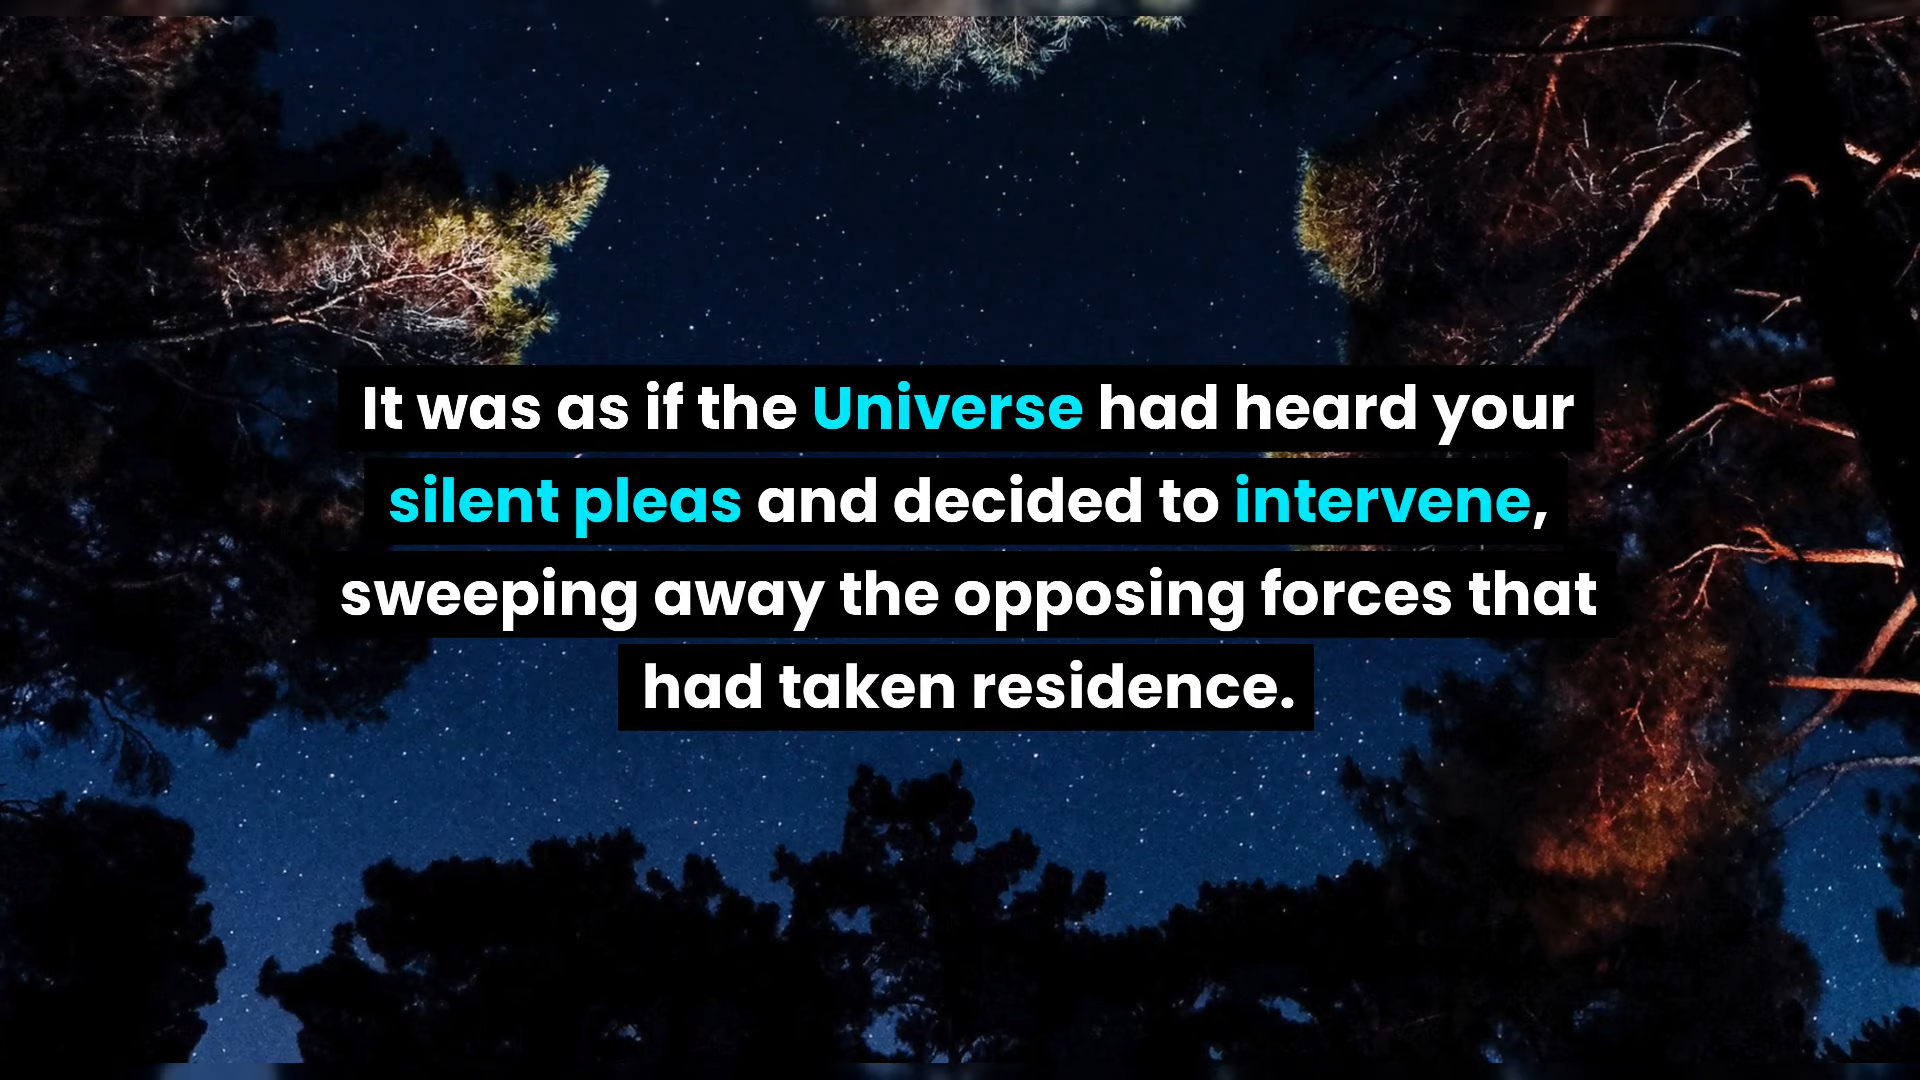 It was as if the Universe had heard your
silent pleas and decided to intervene,
sweeping away the opposing forces that
had taken residence.